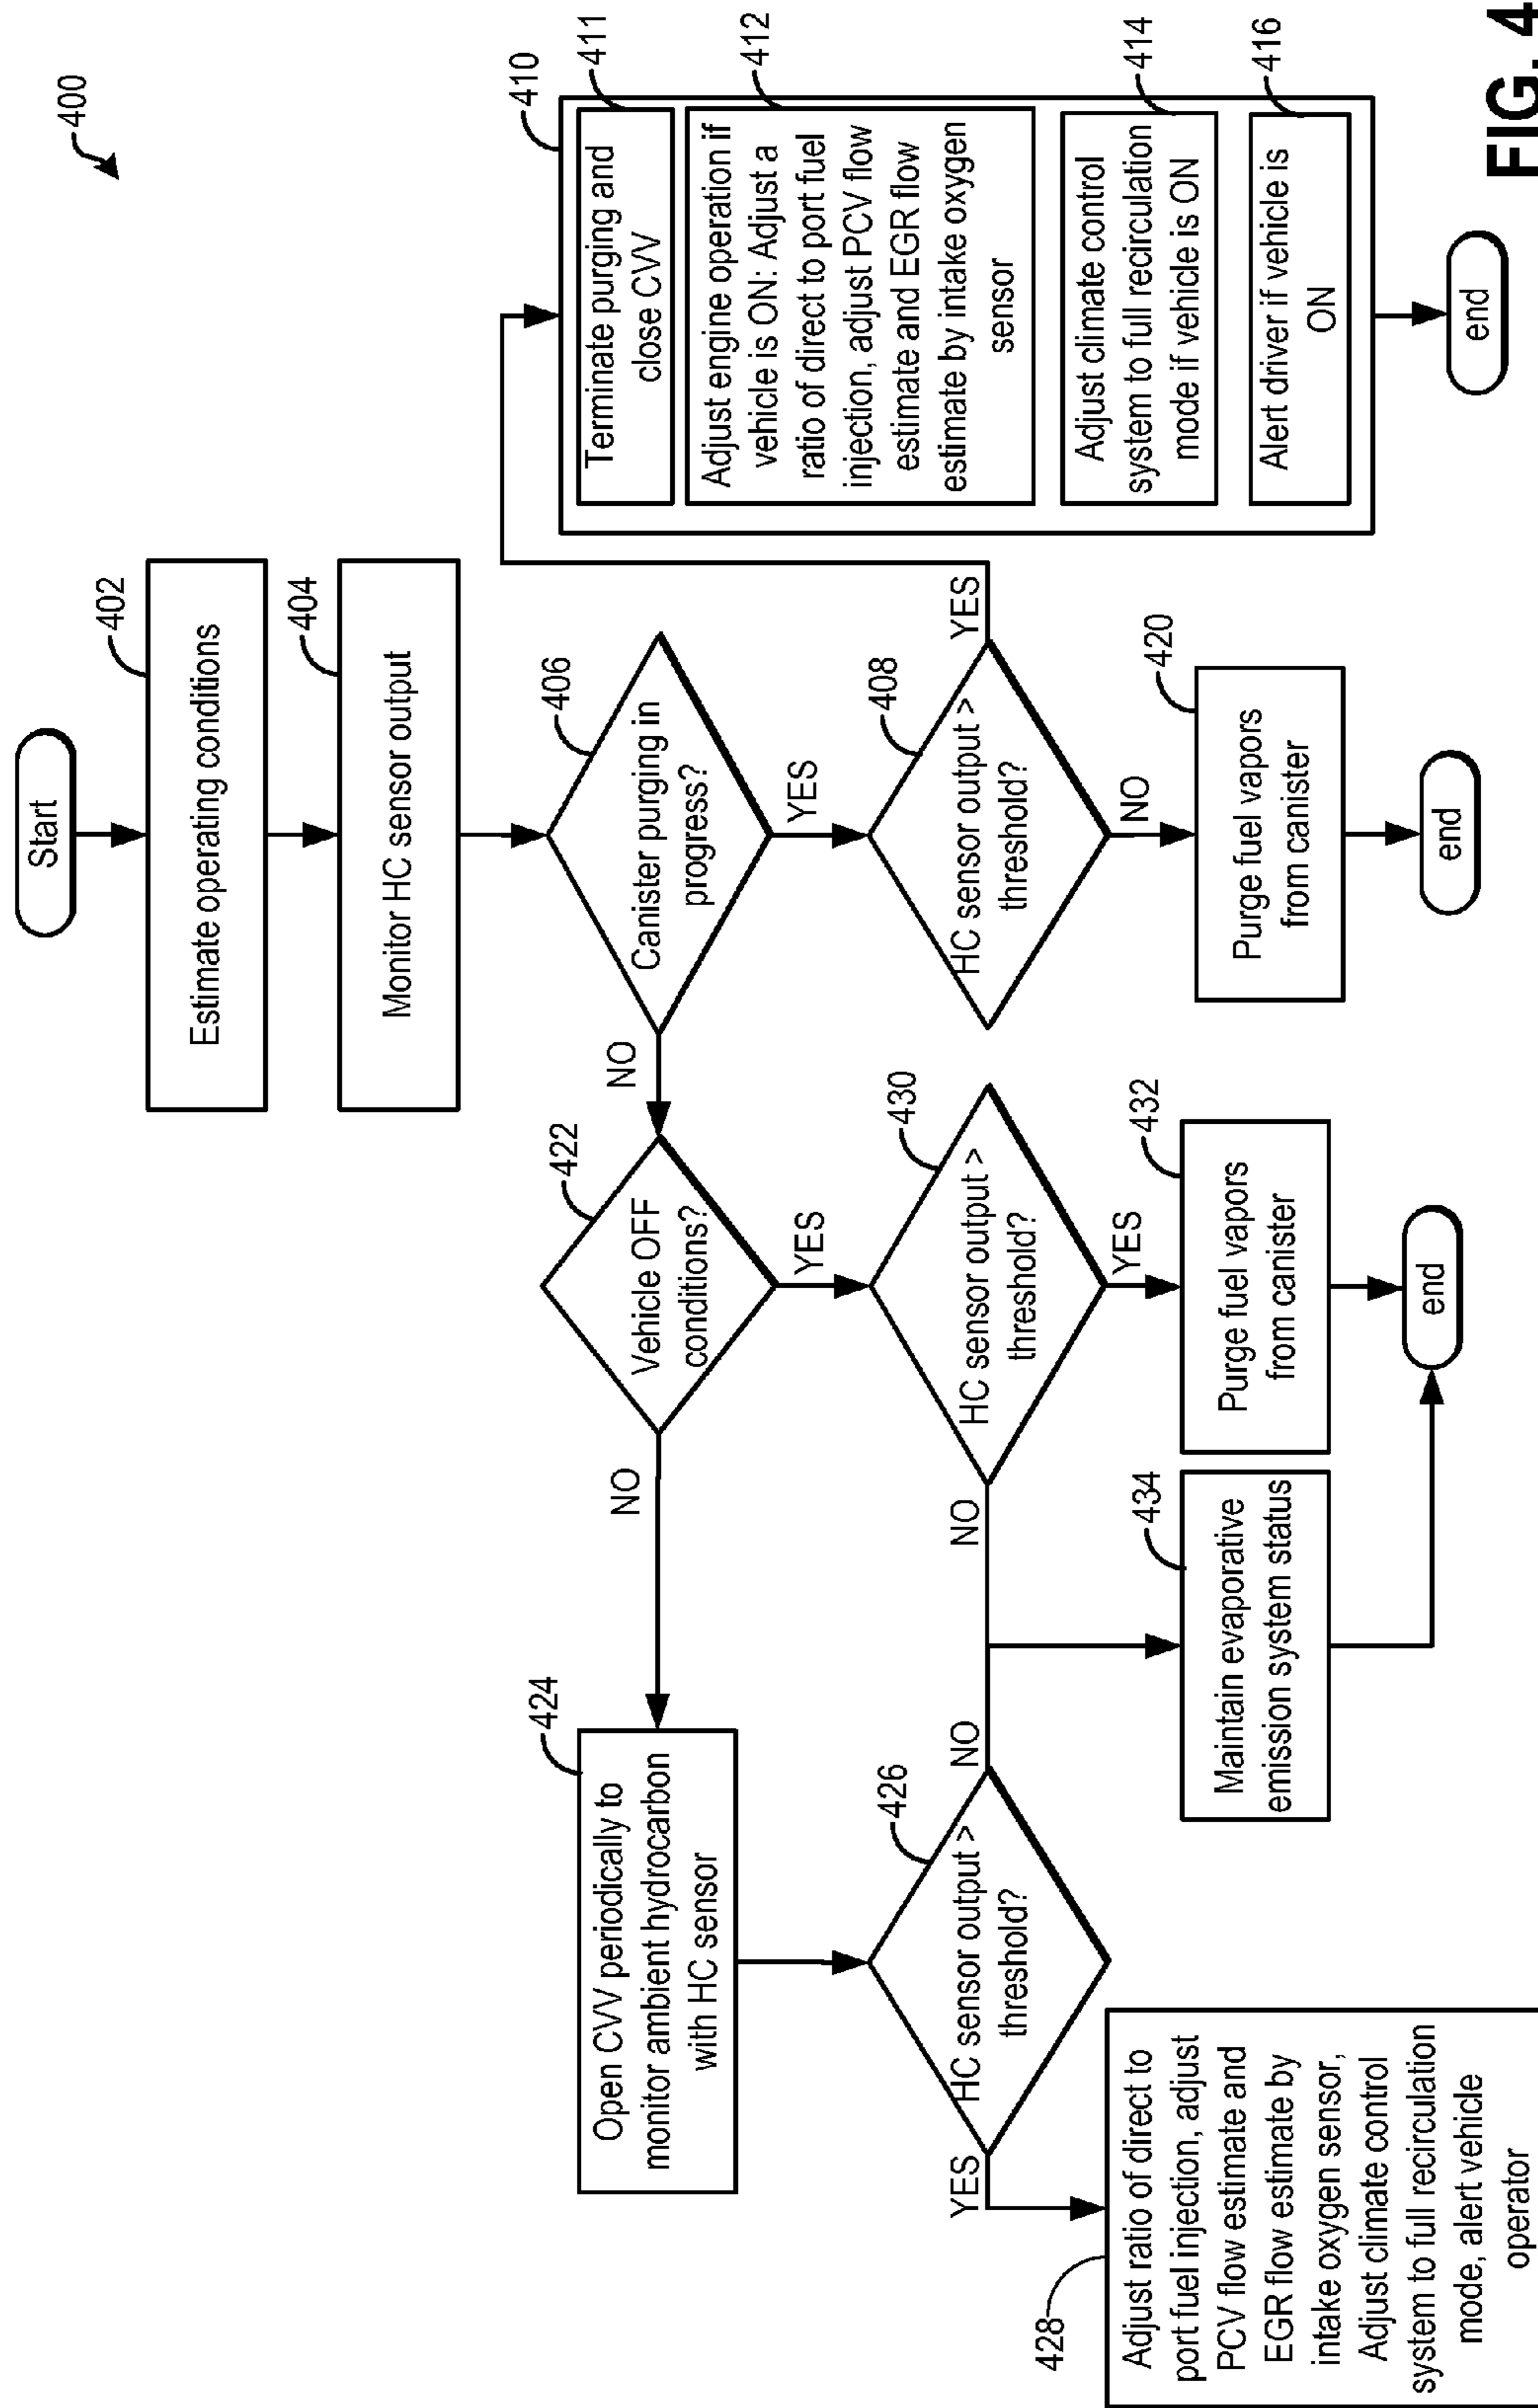 400
Start
Estimate operating conditions
402
Monitor HC sensor output
404
Canister purging in
progress?
406
NO
YES
HC sensor output >
threshold?
408
YES
NO
410
Terminate purging and
close CVV
411
Adjust engine operation if
vehicle is ON: Adjust a
ratio of direct to port fuel
injection, adjust PCV flow
estimate and EGR flow
estimate by intake oxygen
sensor
412
Adjust climate control
system to full recirculation
mode if vehicle is ON
414
Alert driver if vehicle is
ON
416
end
Purge fuel vapors
from canister
420
end
Vehicle OFF
conditions?
422
NO
YES
HC sensor output >
threshold?
430
NO
YES
Purge fuel vapors
from canister
432
end
Maintain evaporative
emission system status
434
Open CVV periodically to
monitor ambient hydrocarbon
with HC sensor
424
HC sensor output >
threshold?
426
NO
YES
Adjust ratio of direct to
port fuel injection, adjust
PCV flow estimate and
EGR flow estimate by
intake oxygen sensor,
Adjust climate control
system to full recirculation
mode, alert vehicle
operator
428
FIG. 4